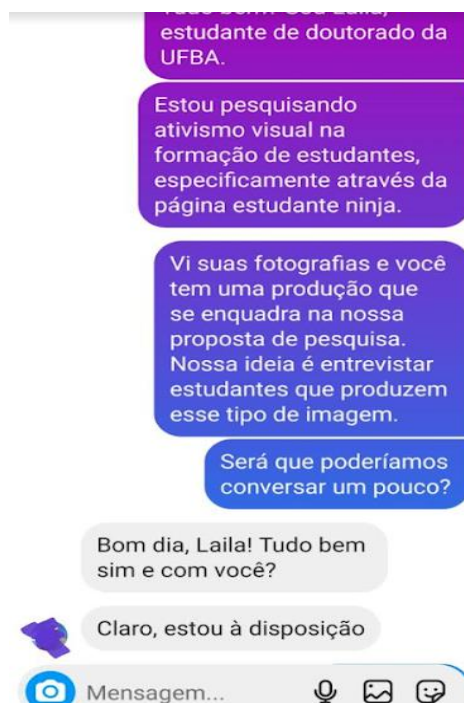 estudante de doutorado da
UFBA.
Estou pesquisando
ativismo visual na
formação de estudantes,
especificamente através da
página estudante ninja.
Vi suas fotografias e você
tem uma produção que
se enquadra na nossa
proposta de pesquisa.
Nossa ideia é entrevistar
estudantes que produzem
esse tipo de imagem.
Será que poderíamos
conversar um pouco?
Bom dia, Laila! Tudo bem
sim e com você?
Claro, estou à disposição
Mensagem...